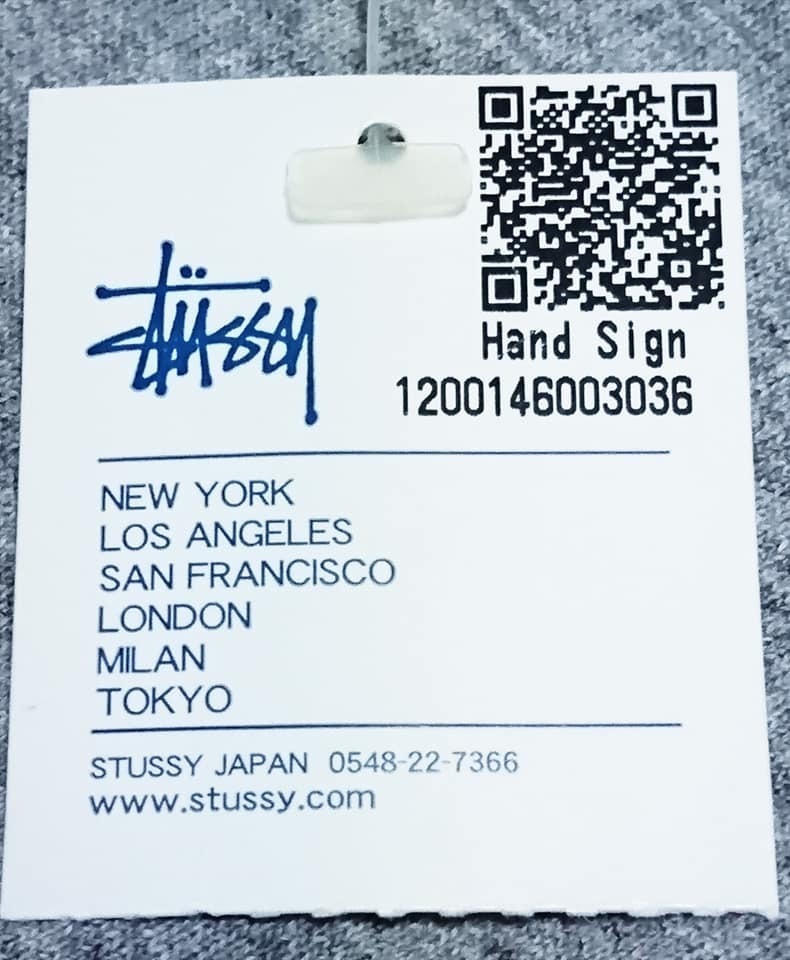 Stüssy
Hand Sign
1200146003036
NEW YORK
LOS ANGELES
SAN FRANCISCO
LONDON
MILAN
TOKYO
STUSSY JAPAN 0548-22-7366
www.stussy.com